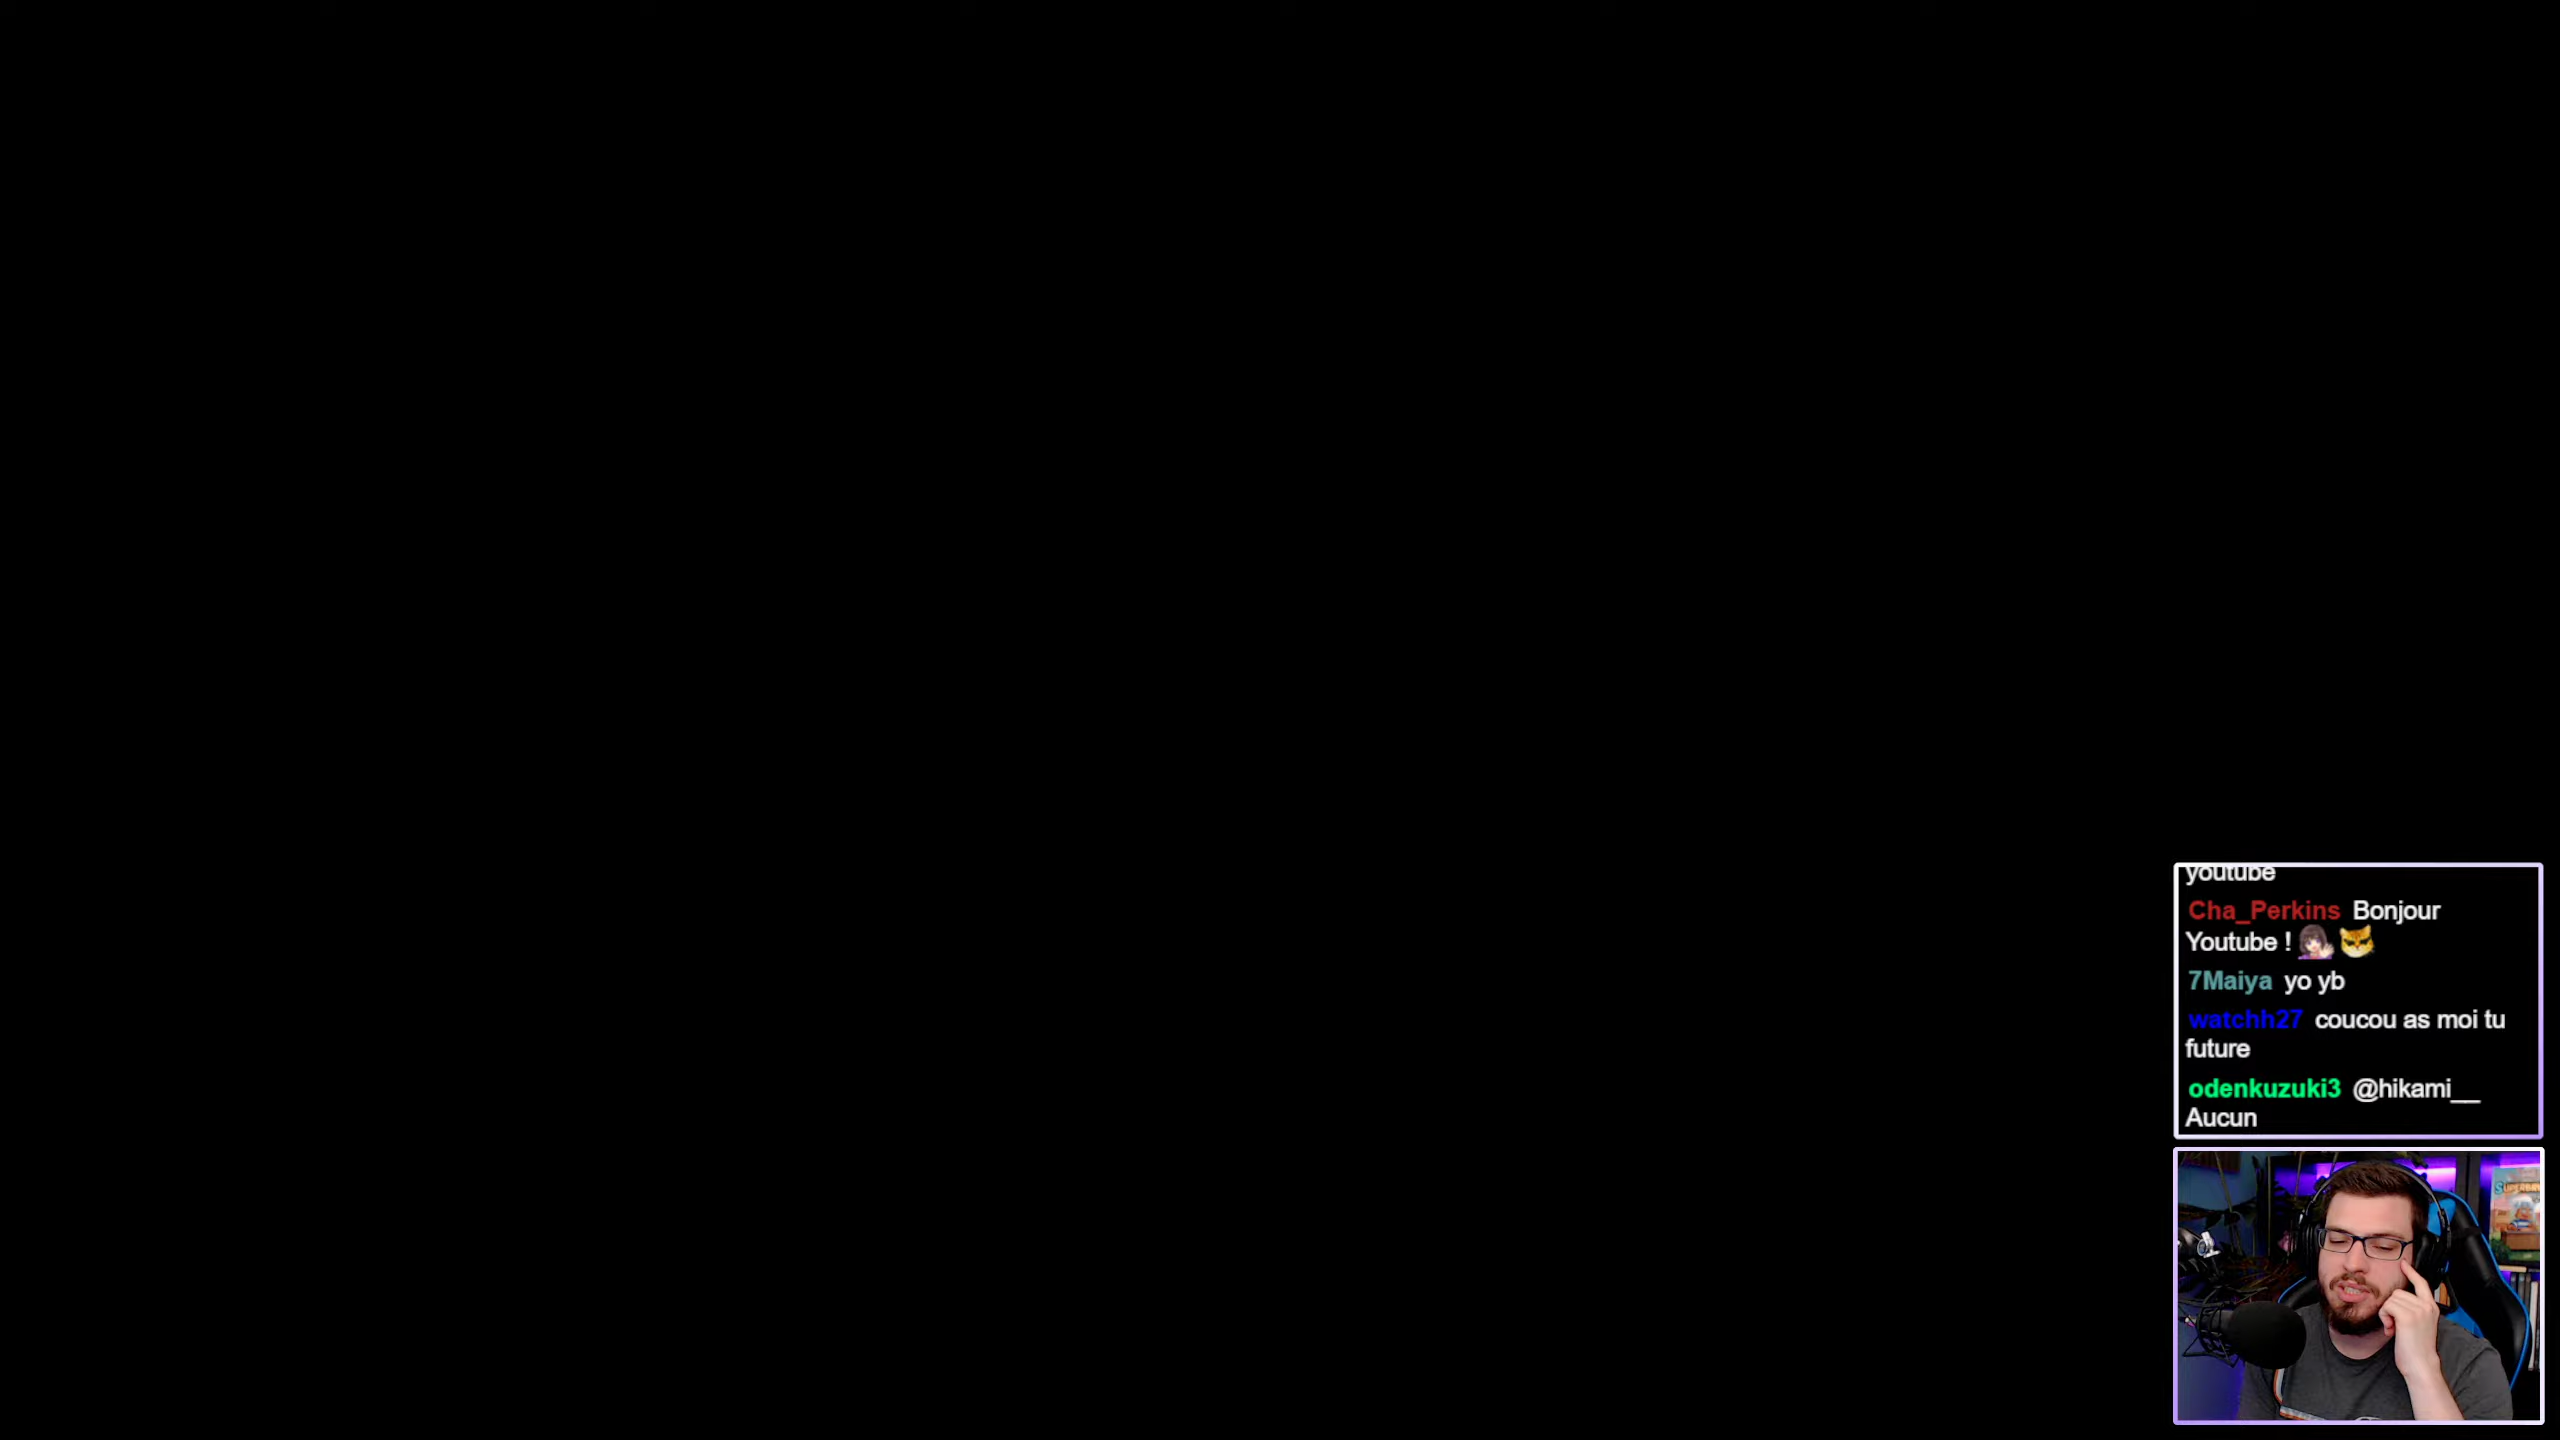 youtube
Cha_Perkins Bonjour
Youtube !
7Maiya yo yb
watchh27 coucou as moi tu
future
odenkuzuki3 @hikami__
Aucun